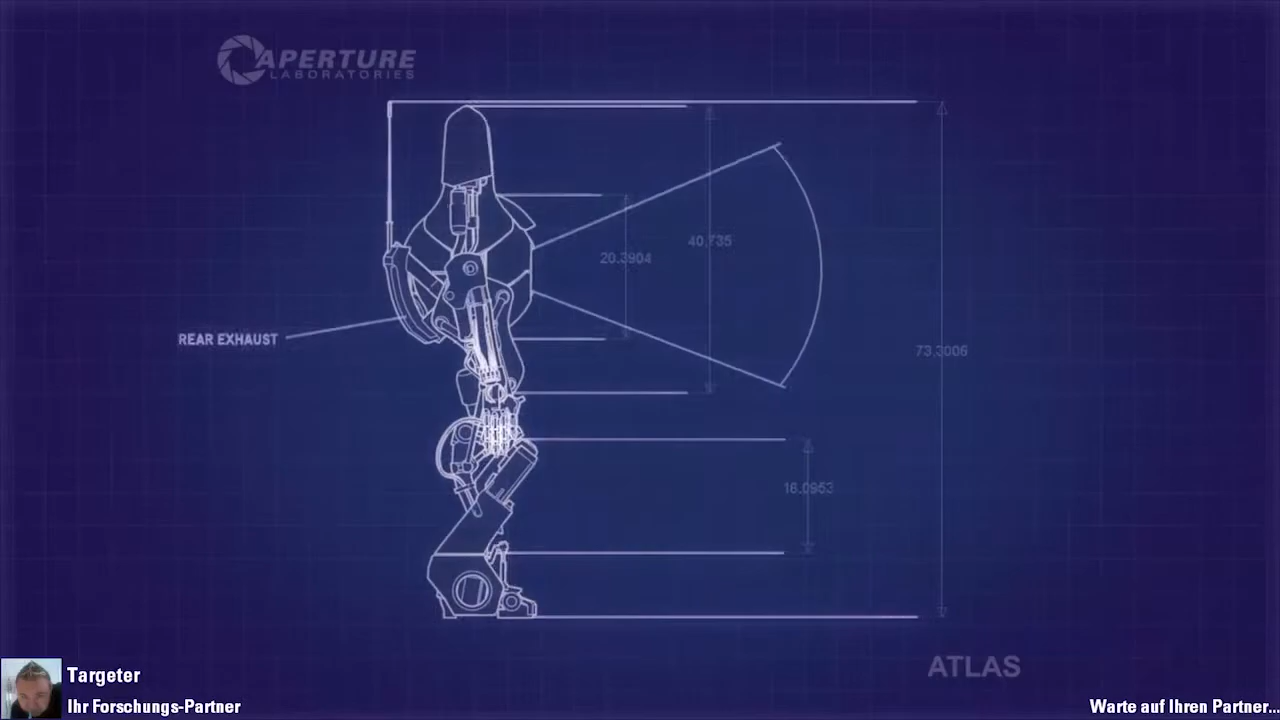 APERTURE
LABORATORIES
40.735
20.3904
REAR EXHAUST
73.3006
16.0953
ATLAS
Targeter
Ihr Forschungs-Partner
Warte auf Ihren Partner...